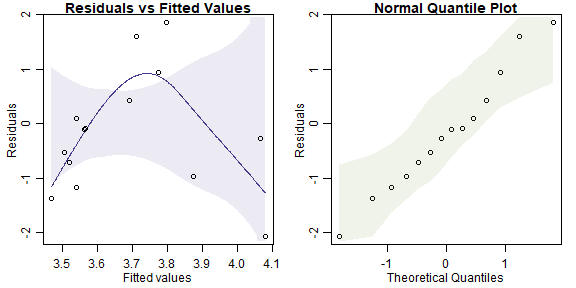 Residuals vs Fitted Values
Residuals
2
1
0
-1
-2
3.5 3.6 3.7 3.8 3.9 4.0 4.1
Fitted values
Normal Quantile Plot
Residuals
2
1
0
-1
-2
-1 0 1
Theoretical Quantiles